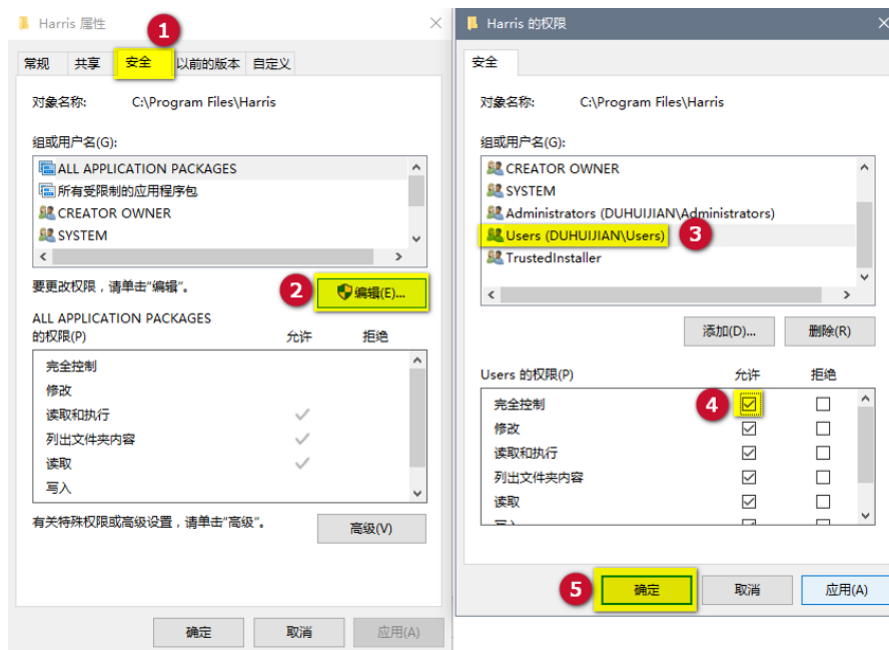 Harris 属性
1
常规 共享 安全 以前的版本 自定义
对象名称: C:\Program Files\Harris
组或用户名(G):
ALL APPLICATION PACKAGES
所有受限制的应用程序包
CREATOR OWNER
SYSTEM
要更改权限，请单击"编辑"。
2
编辑(E)...
ALL APPLICATION PACKAGES
的权限(P) 允许 拒绝
完全控制
修改
读取和执行
列出文件夹内容
读取
写入
有关特殊权限或高级设置，请单击"高级"。
高级(V)
确定 取消 应用(A)
Harris 的权限
安全
对象名称: C:\Program Files\Harris
组或用户名(G):
CREATOR OWNER
SYSTEM
Administrators (DUHUIJIAN\Administrators)
Users (DUHUIJIAN\Users)
3
TrustedInstaller
添加(D)... 删除(R)
Users 的权限(P) 允许 拒绝
完全控制
4
修改
读取和执行
列出文件夹内容
读取
5
确定 取消 应用(A)